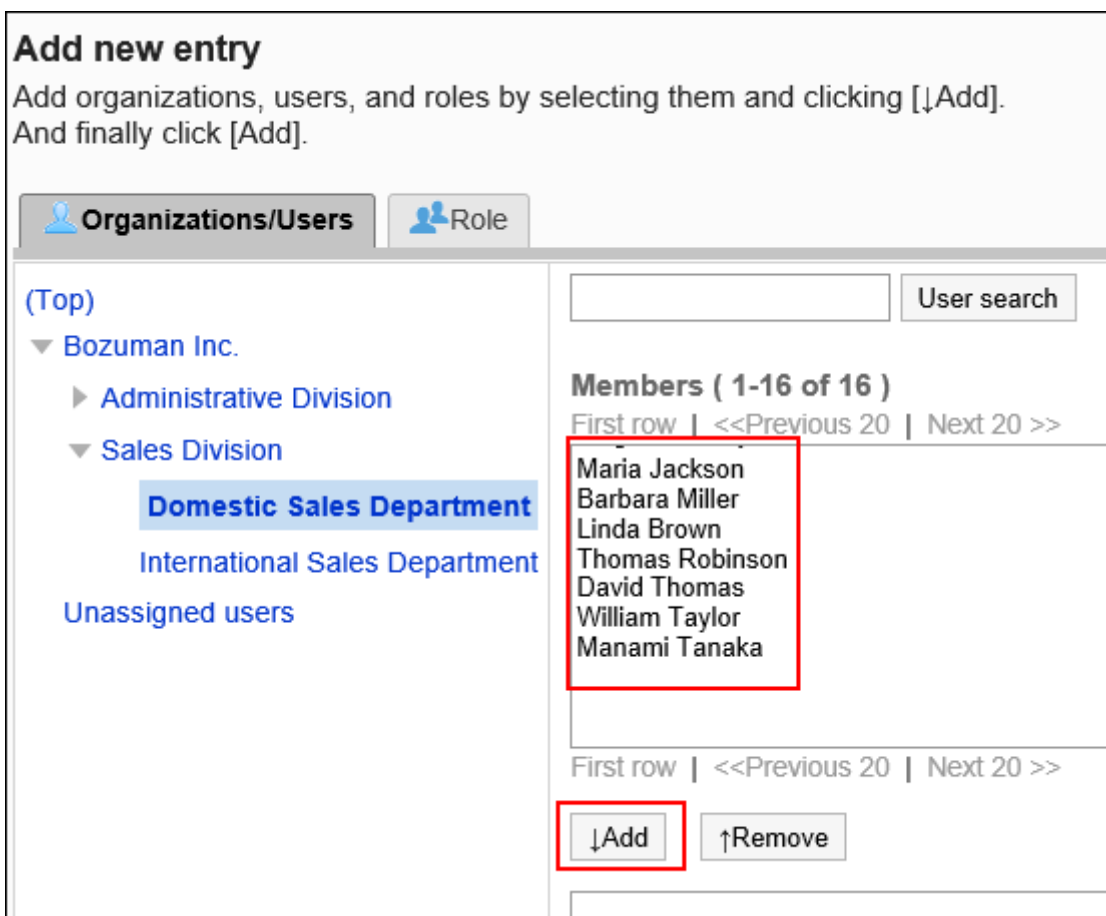 Add new entry
Add organizations, users, and roles by selecting them and clicking [↓Add].
And finally click [Add].
Organizations/Users
Role
(Top)
Bozuman Inc.
Administrative Division
Sales Division
Domestic Sales Department
International Sales Department
Unassigned users
User search
Members ( 1-16 of 16 )
First row | <<Previous 20 | Next 20 >>
Maria Jackson
Barbara Miller
Linda Brown
Thomas Robinson
David Thomas
William Taylor
Manami Tanaka
First row | <<Previous 20 | Next 20 >>
↓Add
↑Remove